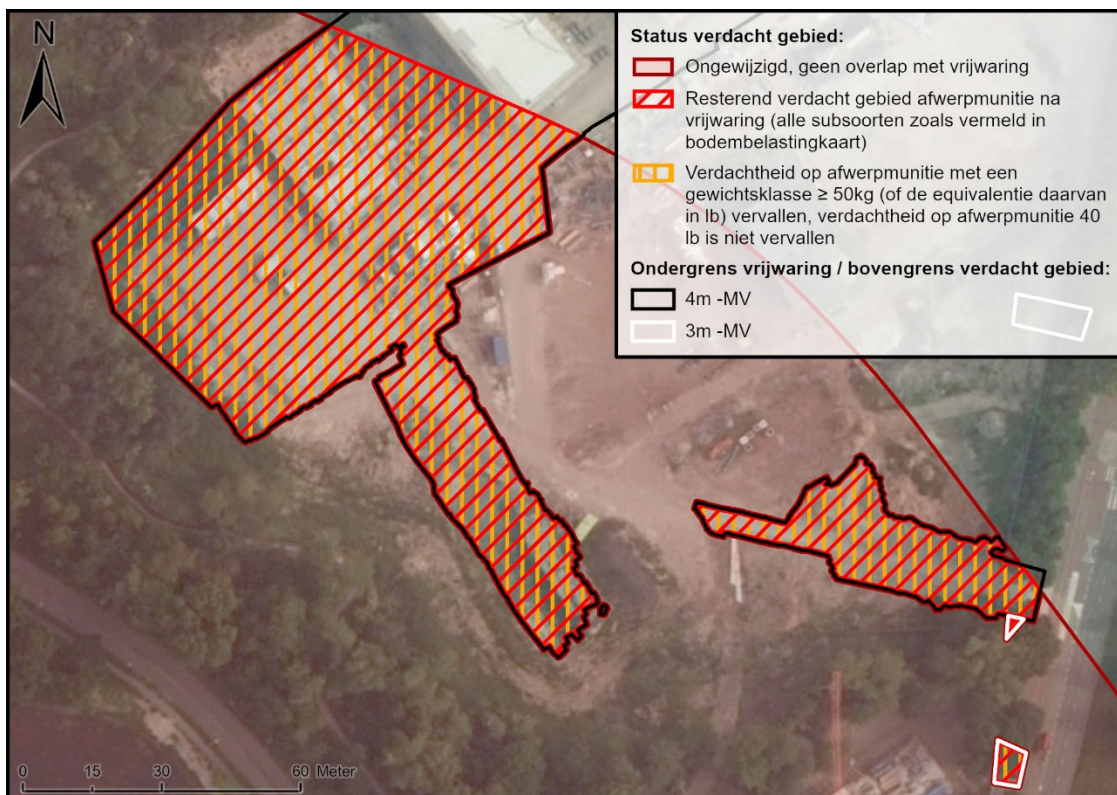 N
Status verdacht gebied:
Ongewijzigd, geen overlap met vrijwaring
Resterend verdacht gebied afwerpmunitie na
vrijwaring (alle subsoorten zoals vermeld in
bodembelastingkaart)
Verdachtheid op afwerpmunitie met een
gewichtsklasse ≥ 50kg (of de equivalentie daarvan
in lb) vervallen, verdachtheid op afwerpmunitie 40
lb is niet vervallen
Ondergrens vrijwaring / bovengrens verdacht gebied:
4m -MV
3m -MV
0 15 30 60 Meter